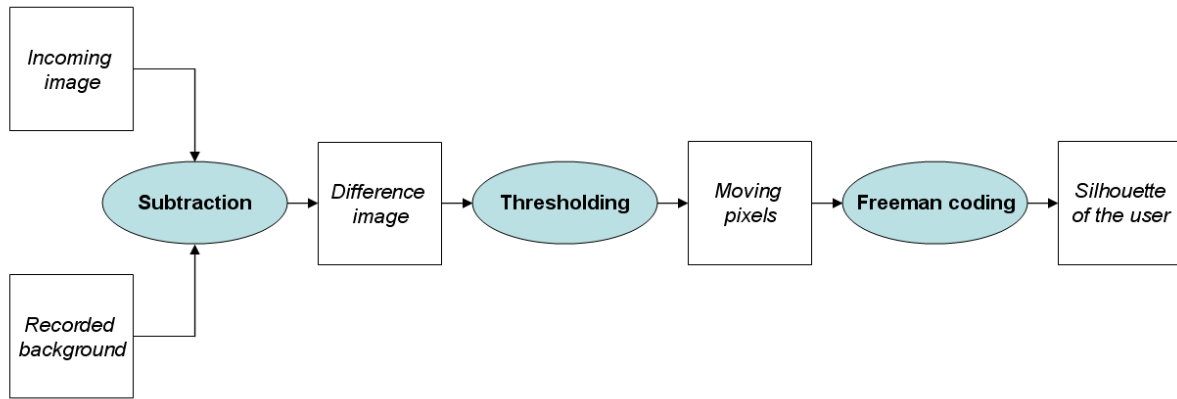 Incoming
image
Subtraction
Recorded
background
Difference
image
Thresholding
Moving
pixels
Freeman coding
Silhouette
of the user